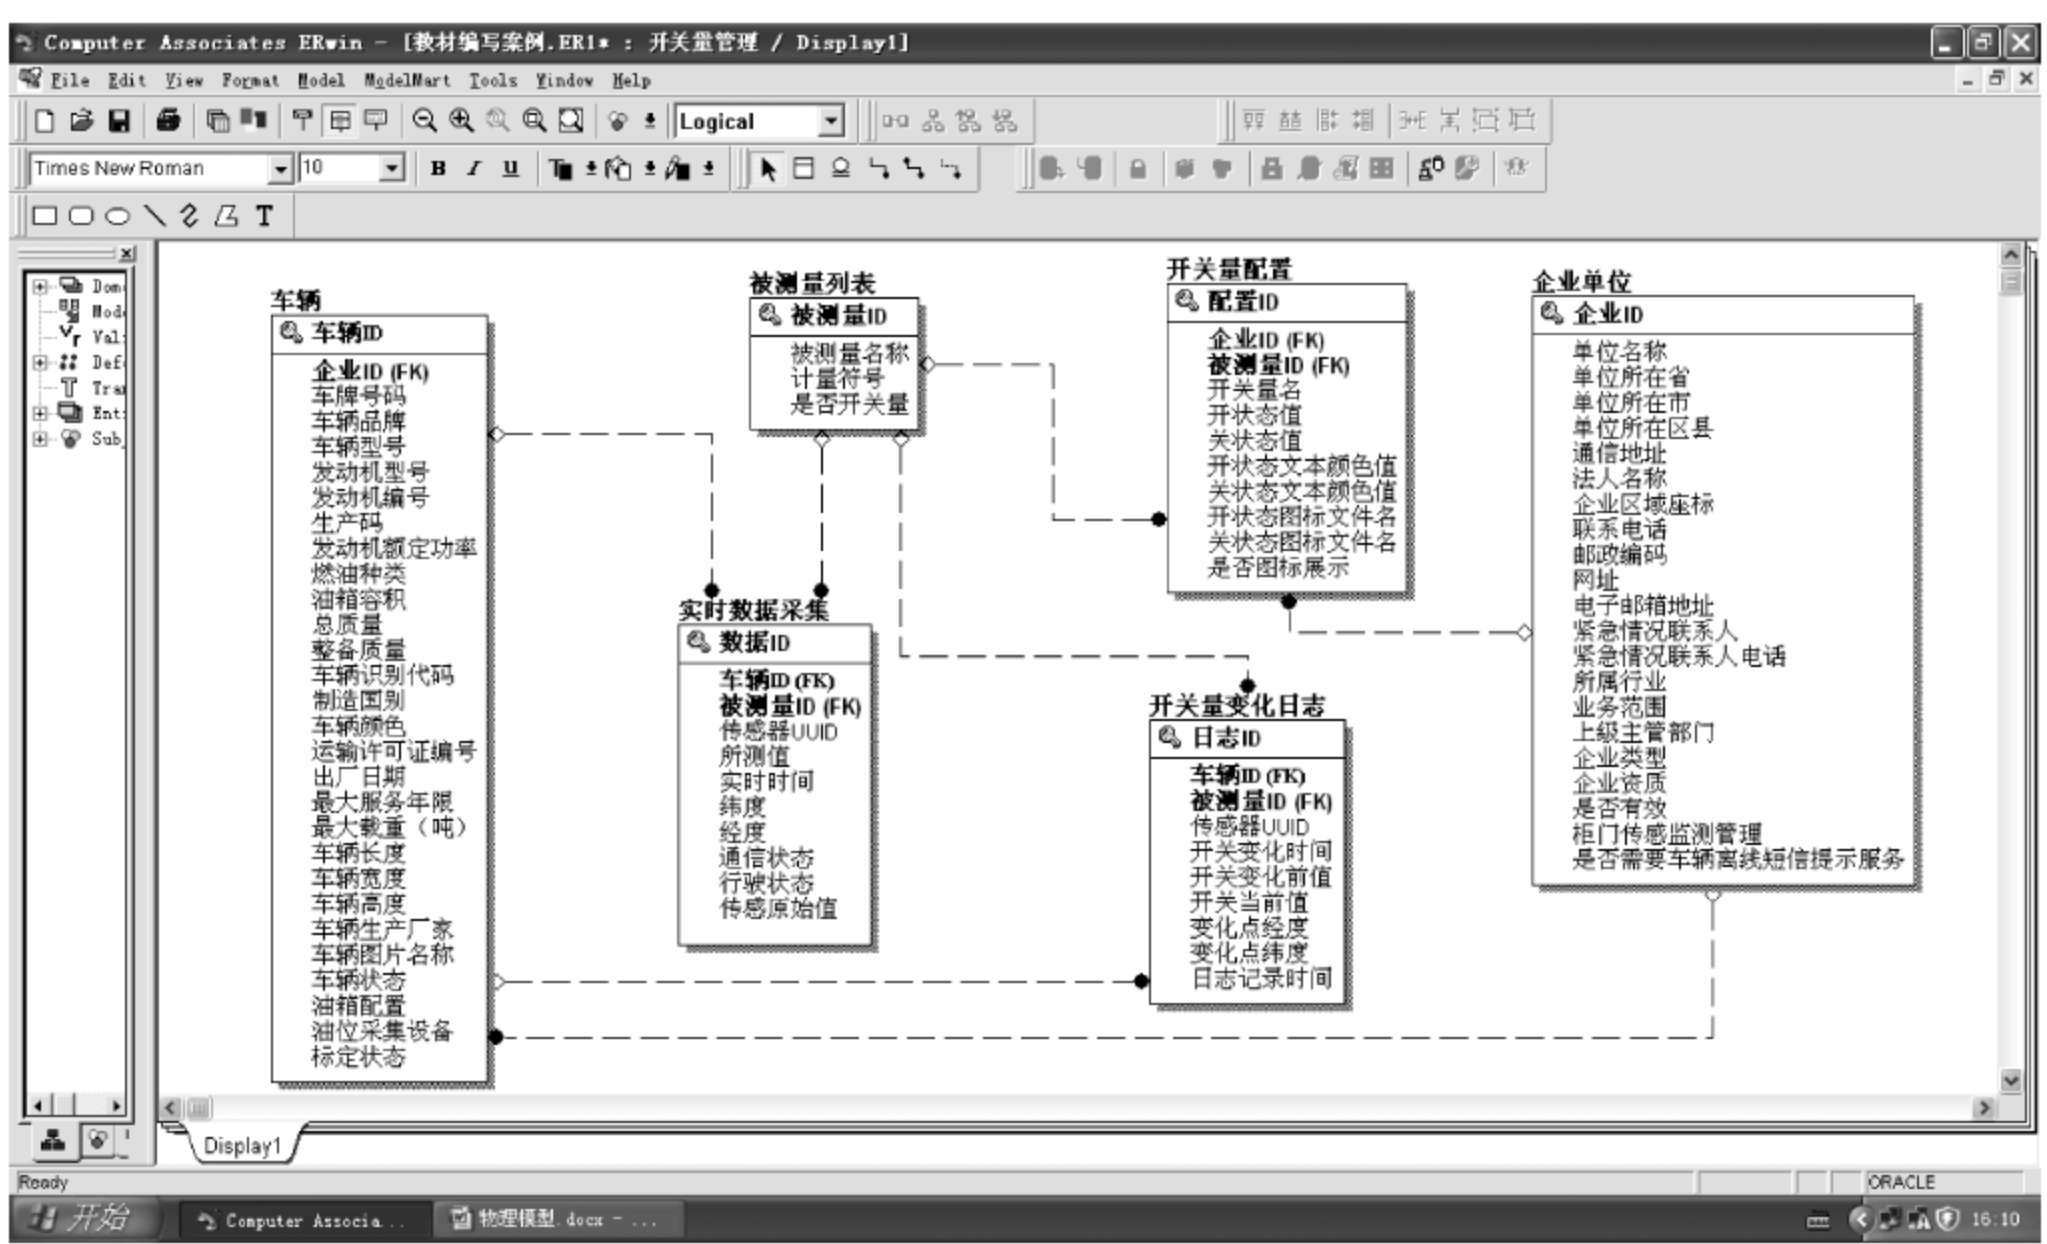 Computer Associates ERwin - [教材编写案例.ER1* : 开关量管理 / Display1]
File Edit View Format Model ModelMart Tools Window Help
Logical
Times New Roman 10 B I U
T
车辆
车辆ID
企业ID (FK)
车牌号码
车辆品牌
车辆型号
发动机型号
发动机编号
生产码
发动机额定功率
燃油种类
油箱容积
总质量
整备质量
车辆识别代码
制造国别
车辆颜色
运输许可证编号
出厂日期
最大服务年限
最大载重（吨）
车辆长度
车辆宽度
车辆高度
车辆生产厂家
车辆图片名称
车辆状态
油箱配置
油位采集设备
标定状态
被测量列表
被测量ID
被测量名称
计量符号
是否开关量
实时数据采集
数据ID
车辆ID (FK)
被测量ID (FK)
传感器UUID
所测值
实时时间
纬度
经度
通信状态
行驶状态
传感原始值
开关量配置
配置ID
企业ID (FK)
被测量ID (FK)
开关量名
开状态值
关状态值
开状态文本颜色值
关状态文本颜色值
开状态图标文件名
关状态图标文件名
是否图标展示
开关量变化日志
日志ID
车辆ID (FK)
被测量ID (FK)
传感器UUID
开关变化时间
开关变化前值
开关当前值
变化点经度
变化点纬度
日志记录时间
企业单位
企业ID
单位名称
单位所在省
单位所在市
单位所在区县
通信地址
法人名称
企业区域座标
联系电话
邮政编码
网址
电子邮箱地址
紧急情况联系人
紧急情况联系人电话
所属行业
业务范围
上级主管部门
企业类型
企业资质
是否有效
柜门传感监测管理
是否需要车辆离线短信提示服务
Display1
Ready
ORACLE
开始
Computer Associa...
物理模型.docx - ...
16:10